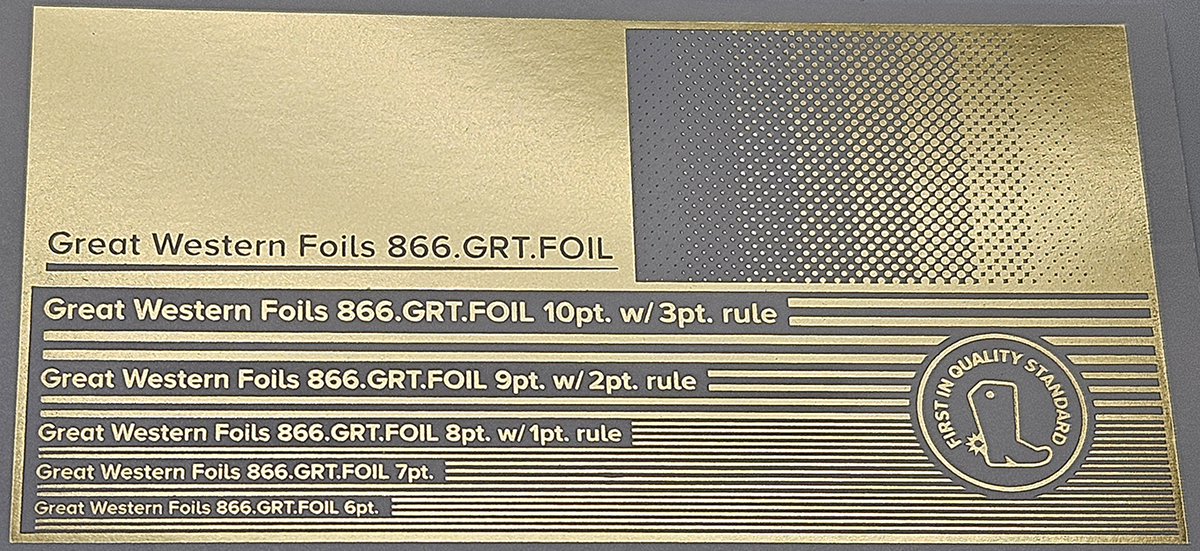 Great Western Foils 866.GRT.FOIL
Great Western Foils 866.GRT.FOIL 10pt. w/ 3pt. rule
Great Western Foils 866.GRT.FOIL 9pt. w/ 2pt. rule
Great Western Foils 866.GRT.FOIL 8pt. w/ 1pt. rule
Great Western Foils 866.GRT.FOIL 7pt.
Great Western Foils 866.GRT.FOIL 6pt.
FIRST IN QUALITY STANDARD